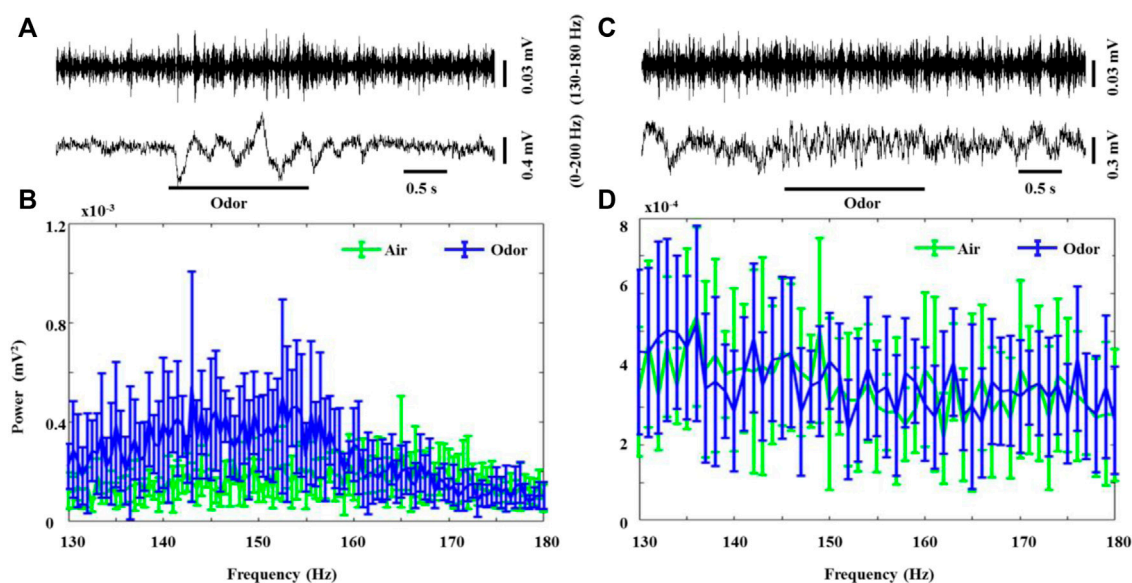 A
0.03 mV
0.4 mV
0.5 s
Odor
(0-200 Hz) (130-180 Hz)
C
0.03 mV
0.3 mV
0.5 s
Odor
B
x10⁻³
1.2
0.8
0.4
0
Power (mV²)
Air
Odor
130
140
150
160
170
180
Frequency (Hz)
D
x10⁻⁴
8
6
4
2
0
Air
Odor
130
140
150
160
170
180
Frequency (Hz)